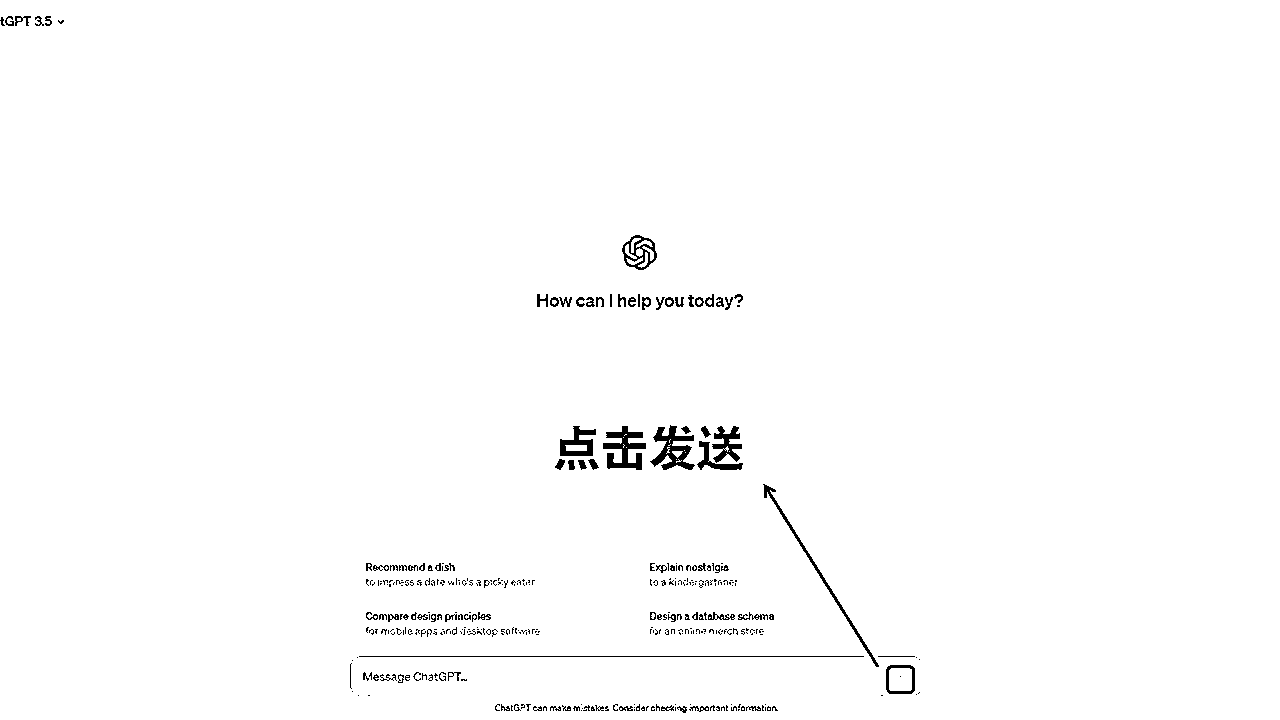 tGPT 3.5
How can I help you today?
点击发送
Recommend a dish
to impress a date who's a picky eater
Explain nostalgia
to a kindergartener
Compare design principles
for mobile apps and desktop software
Design a database schema
for an online merch store
Message ChatGPT...
ChatGPT can make mistakes. Consider checking important information.